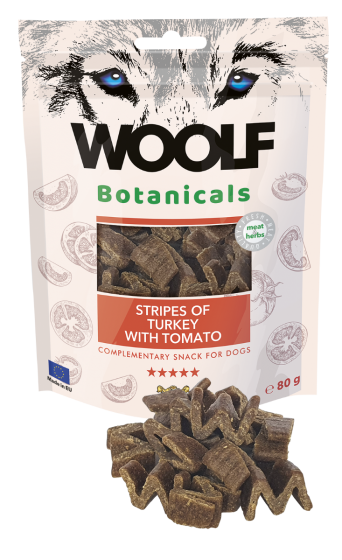 WOOLF
Botanicals
meat
herbs
STRIPES OF
TURKEY
WITH TOMATO
COMPLEMENTARY SNACK FOR DOGS
Made in EU
℮ 80 g